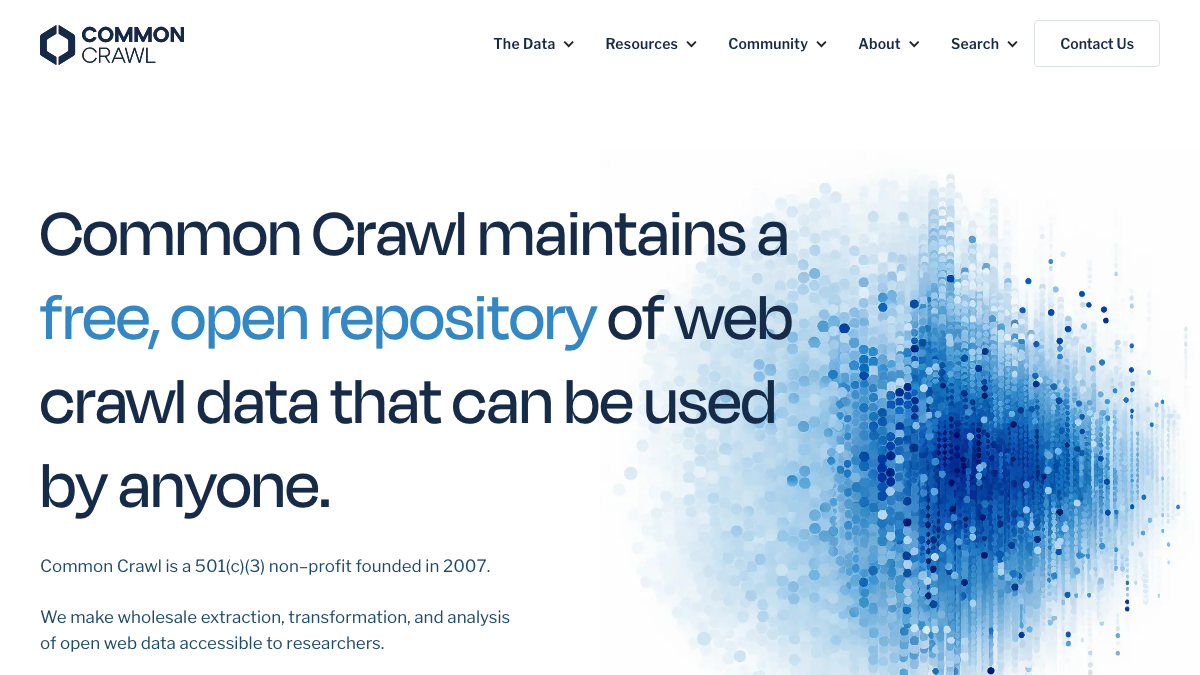 COMMON
CRAWL
The Data
Resources
Community
About
Search
Contact Us
Common Crawl maintains a
free, open repository of web
crawl data that can be used
by anyone.
Common Crawl is a 501(c)(3) non–profit founded in 2007.
We make wholesale extraction, transformation, and analysis
of open web data accessible to researchers.